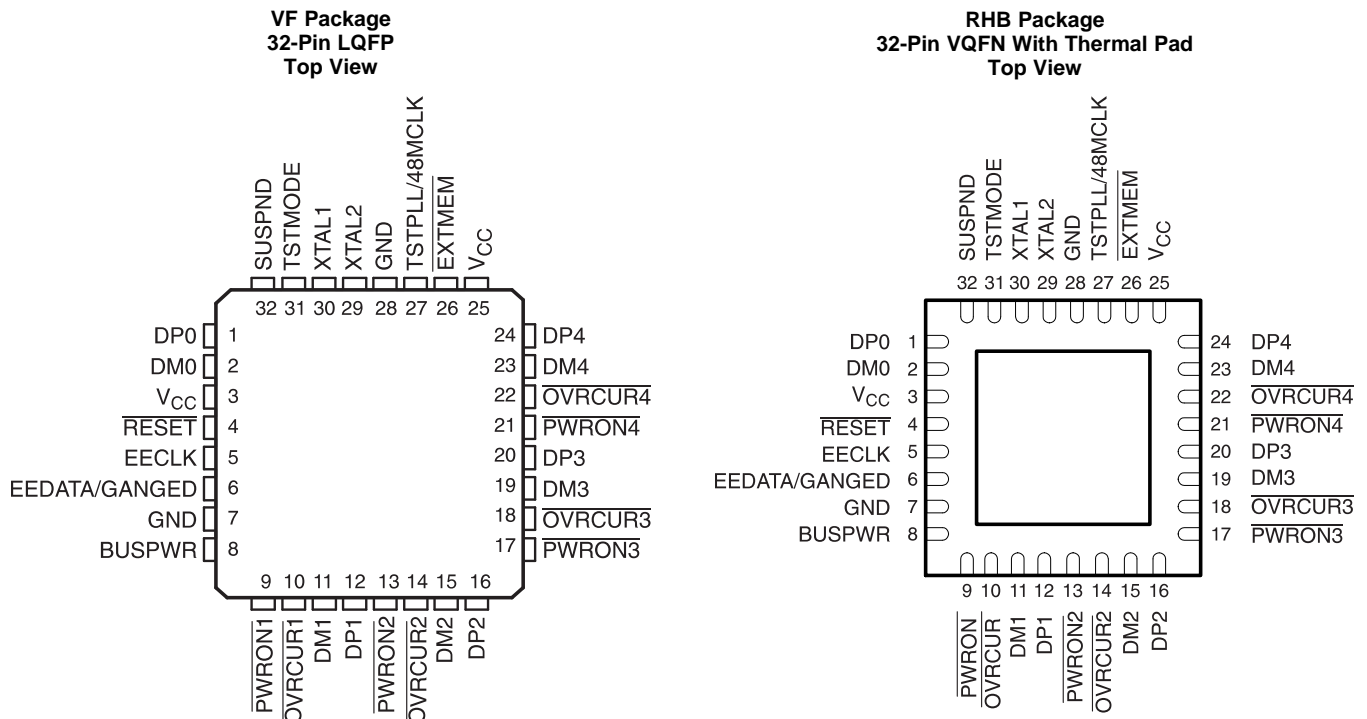 VF Package
32-Pin LQFP
Top View
SUSPND
TSTMODE
XTAL1
XTAL2
GND
TSTPLL/48MCLK
EXTMEM
VCC
32 31 30 29 28 27 26 25
DP0 1
DM0 2
VCC 3
RESET 4
EECLK 5
EEDATA/GANGED 6
GND 7
BUSPWR 8
24 DP4
23 DM4
22 OVRCUR4
21 PWRON4
20 DP3
19 DM3
18 OVRCUR3
17 PWRON3
9 10 11 12 13 14 15 16
PWRON1
OVRCUR1
DM1
DP1
PWRON2
OVRCUR2
DM2
DP2
RHB Package
32-Pin VQFN With Thermal Pad
Top View
SUSPND
TSTMODE
XTAL1
XTAL2
GND
TSTPLL/48MCLK
EXTMEM
VCC
32 31 30 29 28 27 26 25
DP0 1
DM0 2
VCC 3
RESET 4
EECLK 5
EEDATA/GANGED 6
GND 7
BUSPWR 8
24 DP4
23 DM4
22 OVRCUR4
21 PWRON4
20 DP3
19 DM3
18 OVRCUR3
17 PWRON3
9 10 11 12 13 14 15 16
PWRON
OVRCUR
DM1
DP1
PWRON2
OVRCUR2
DM2
DP2